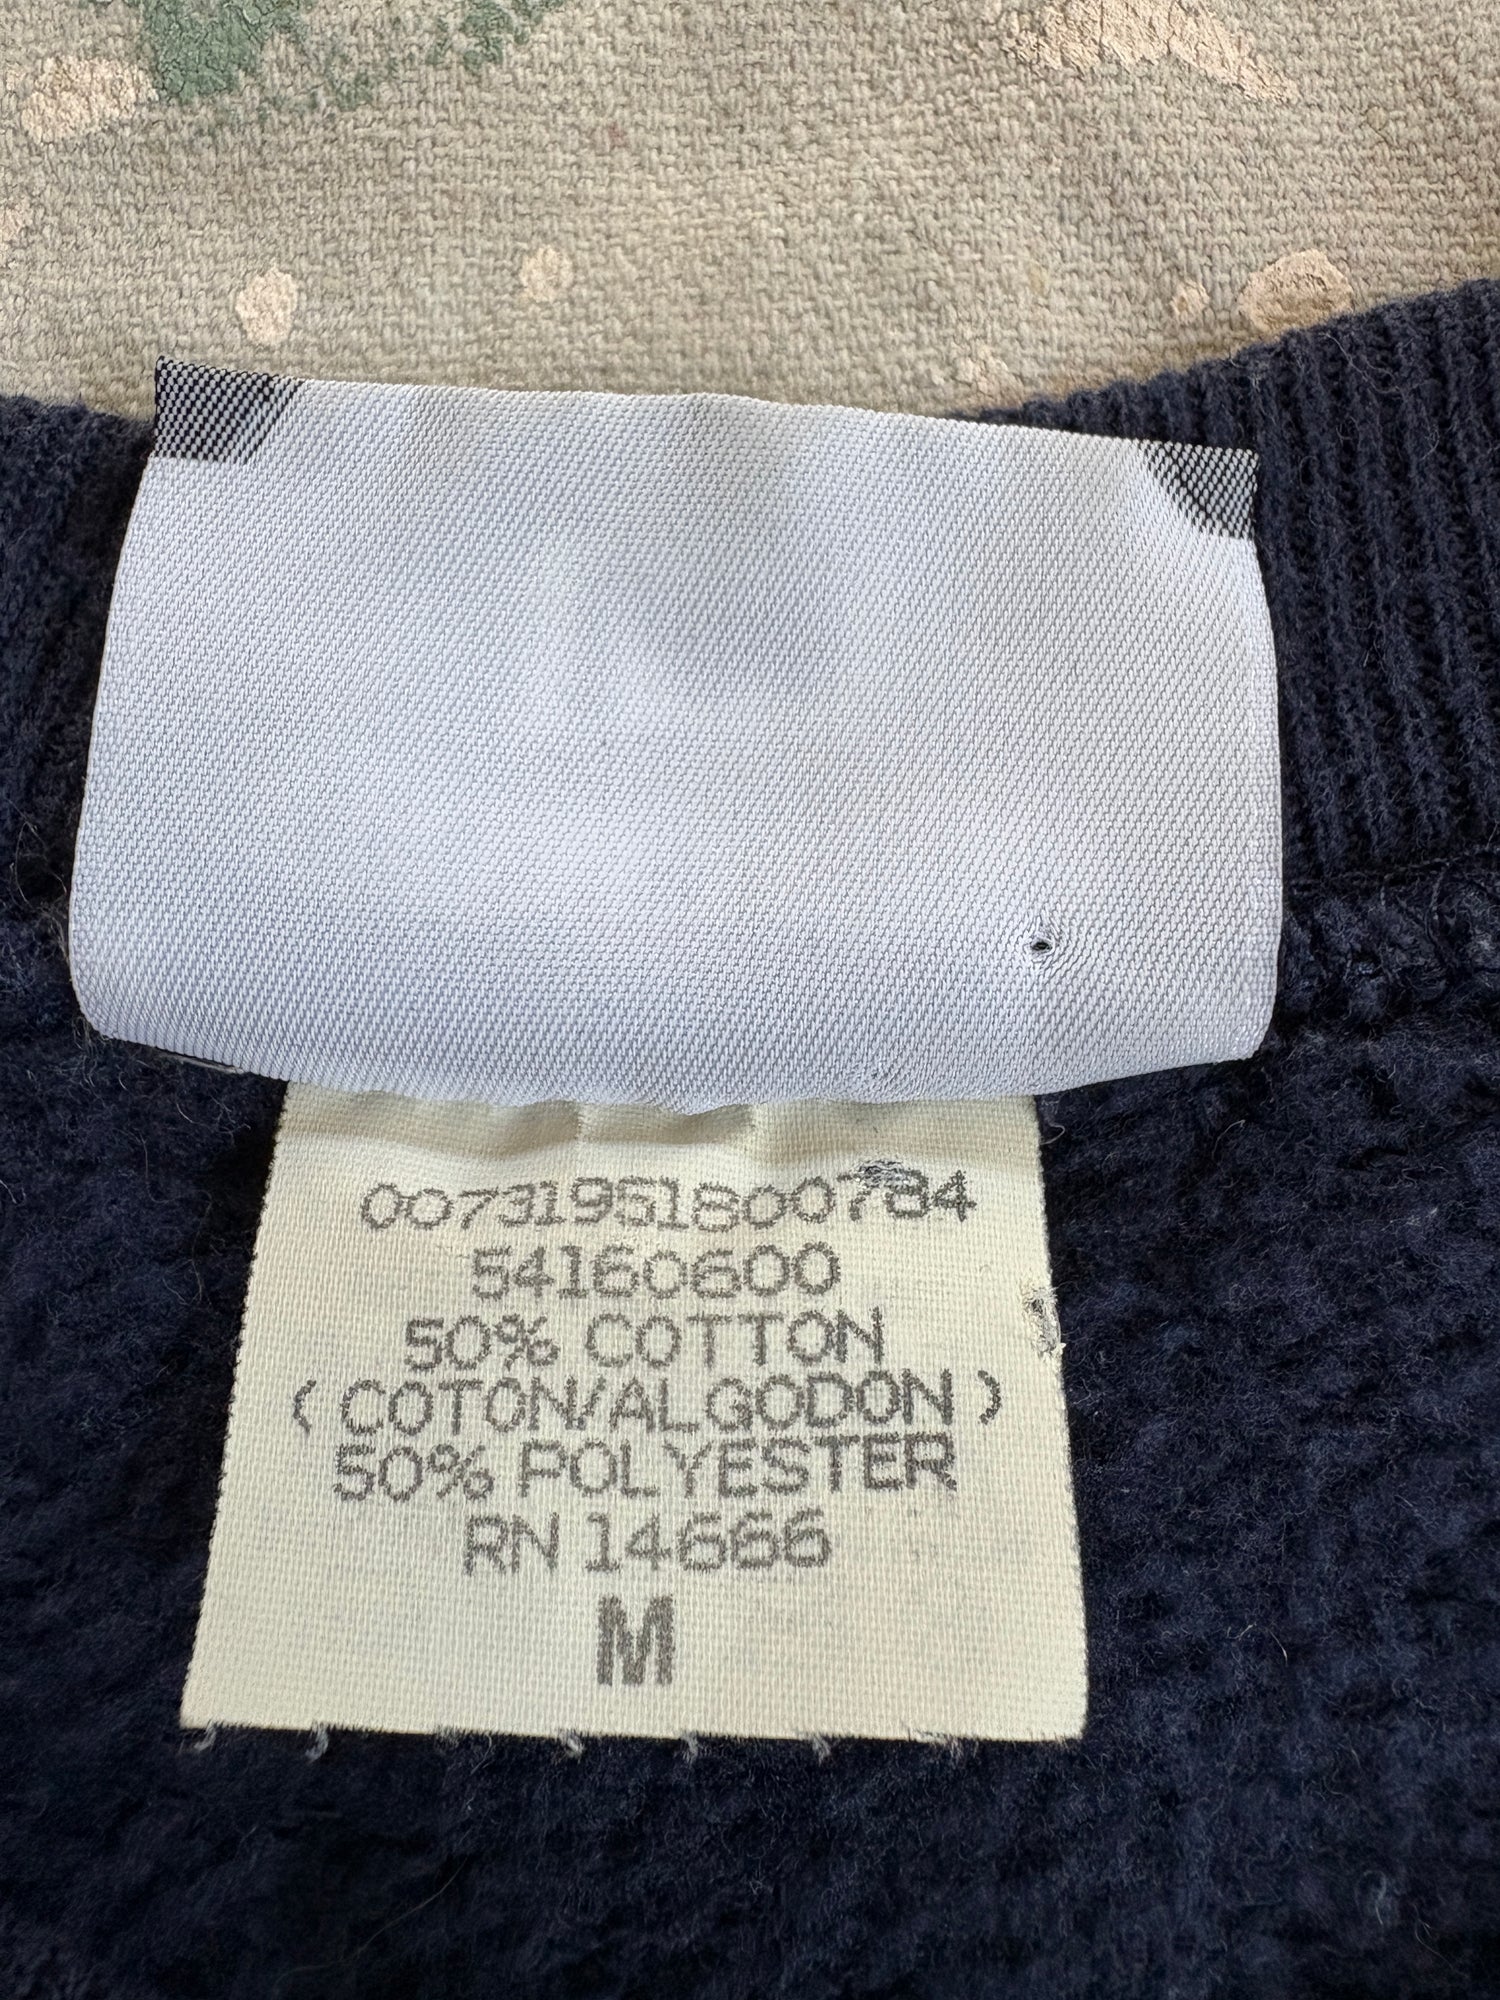 00731951800784
54160600
50% COTTON
( COTON/ALGODON )
50% POLYESTER
RN 14666
M